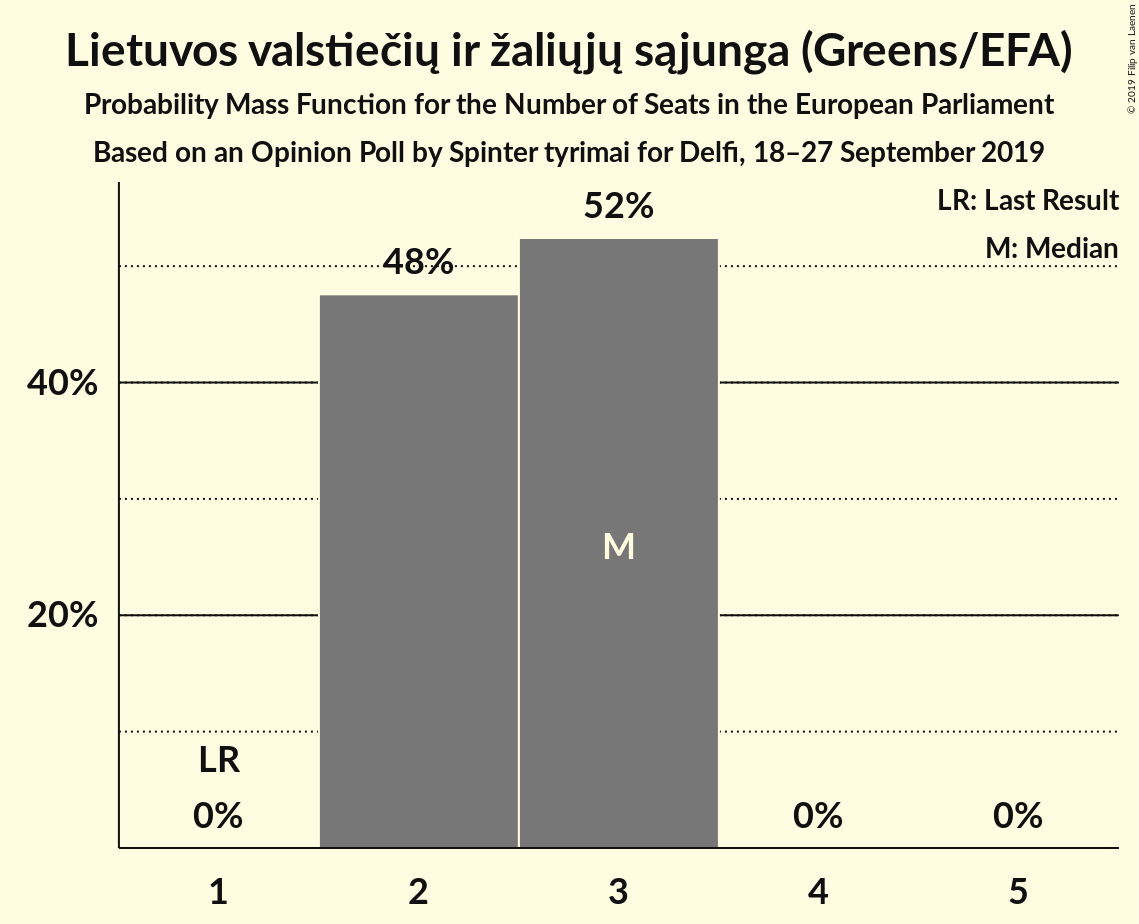 Lietuvos valstiečių ir žaliųjų sąjunga (Greens/EFA)
Probability Mass Function for the Number of Seats in the European Parliament
Based on an Opinion Poll by Spinter tyrimai for Delfi, 18–27 September 2019
© 2019 Filip van Laenen
LR: Last Result
M: Median
52%
48%
40%
M
20%
LR
0%
0%
0%
1 2 3 4 5